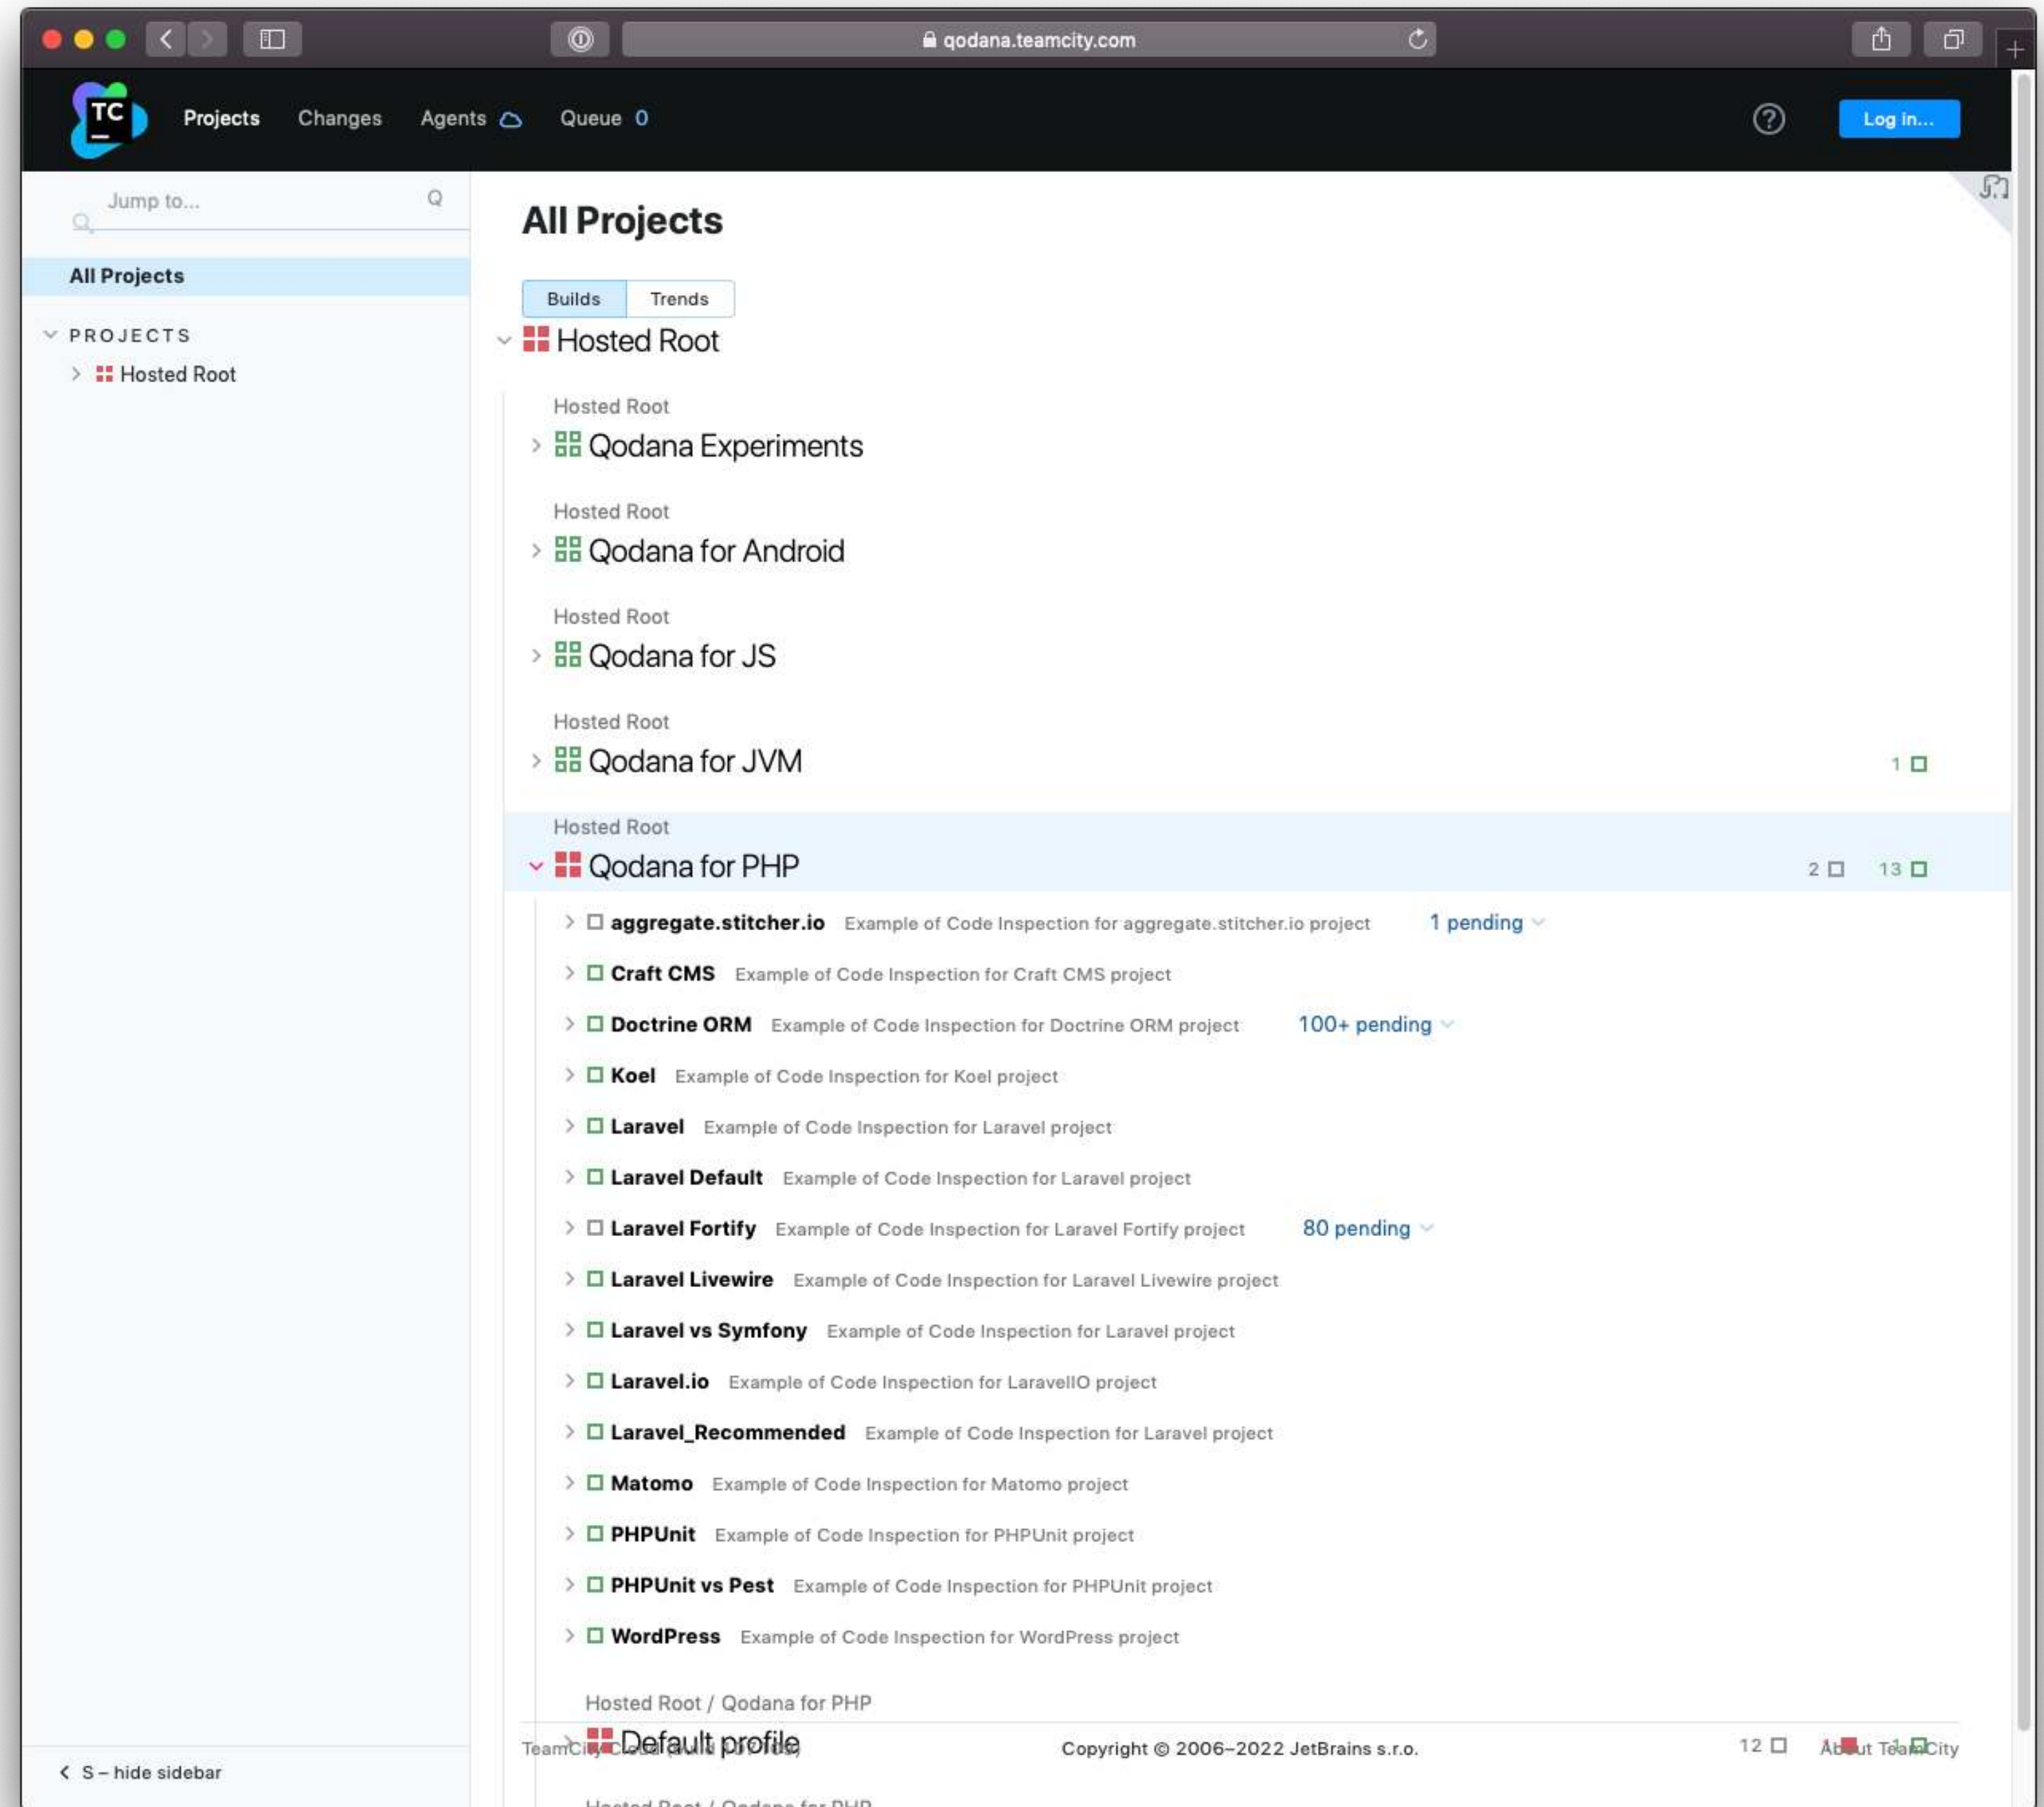 qodana.teamcity.com
TC
Projects Changes Agents Queue 0
Log in...
Jump to... Q
All Projects
PROJECTS
Hosted Root
All Projects
Builds Trends
Hosted Root
Hosted Root
Qodana Experiments
Hosted Root
Qodana for Android
Hosted Root
Qodana for JS
Hosted Root
Qodana for JVM 1
Hosted Root
Qodana for PHP 2 13
aggregate.stitcher.io Example of Code Inspection for aggregate.stitcher.io project 1 pending
Craft CMS Example of Code Inspection for Craft CMS project
Doctrine ORM Example of Code Inspection for Doctrine ORM project 100+ pending
Koel Example of Code Inspection for Koel project
Laravel Example of Code Inspection for Laravel project
Laravel Default Example of Code Inspection for Laravel project
Laravel Fortify Example of Code Inspection for Laravel Fortify project 80 pending
Laravel Livewire Example of Code Inspection for Laravel Livewire project
Laravel vs Symfony Example of Code Inspection for Laravel project
Laravel.io Example of Code Inspection for LaravelIO project
Laravel_Recommended Example of Code Inspection for Laravel project
Matomo Example of Code Inspection for Matomo project
PHPUnit Example of Code Inspection for PHPUnit project
PHPUnit vs Pest Example of Code Inspection for PHPUnit project
WordPress Example of Code Inspection for WordPress project
Hosted Root / Qodana for PHP
Default profile 12
TeamCity Cloud Copyright © 2006–2022 JetBrains s.r.o. About TeamCity
S – hide sidebar
Hosted Root / Qodana for PHP